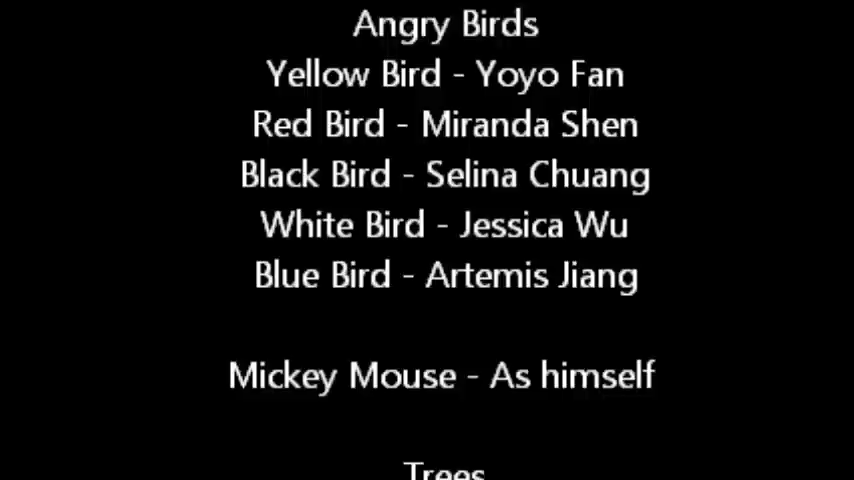 Angry Birds
Yellow Bird - Yoyo Fan
Red Bird - Miranda Shen
Black Bird - Selina Chuang
White Bird - Jessica Wu
Blue Bird - Artemis Jiang
Mickey Mouse - As himself
Trees